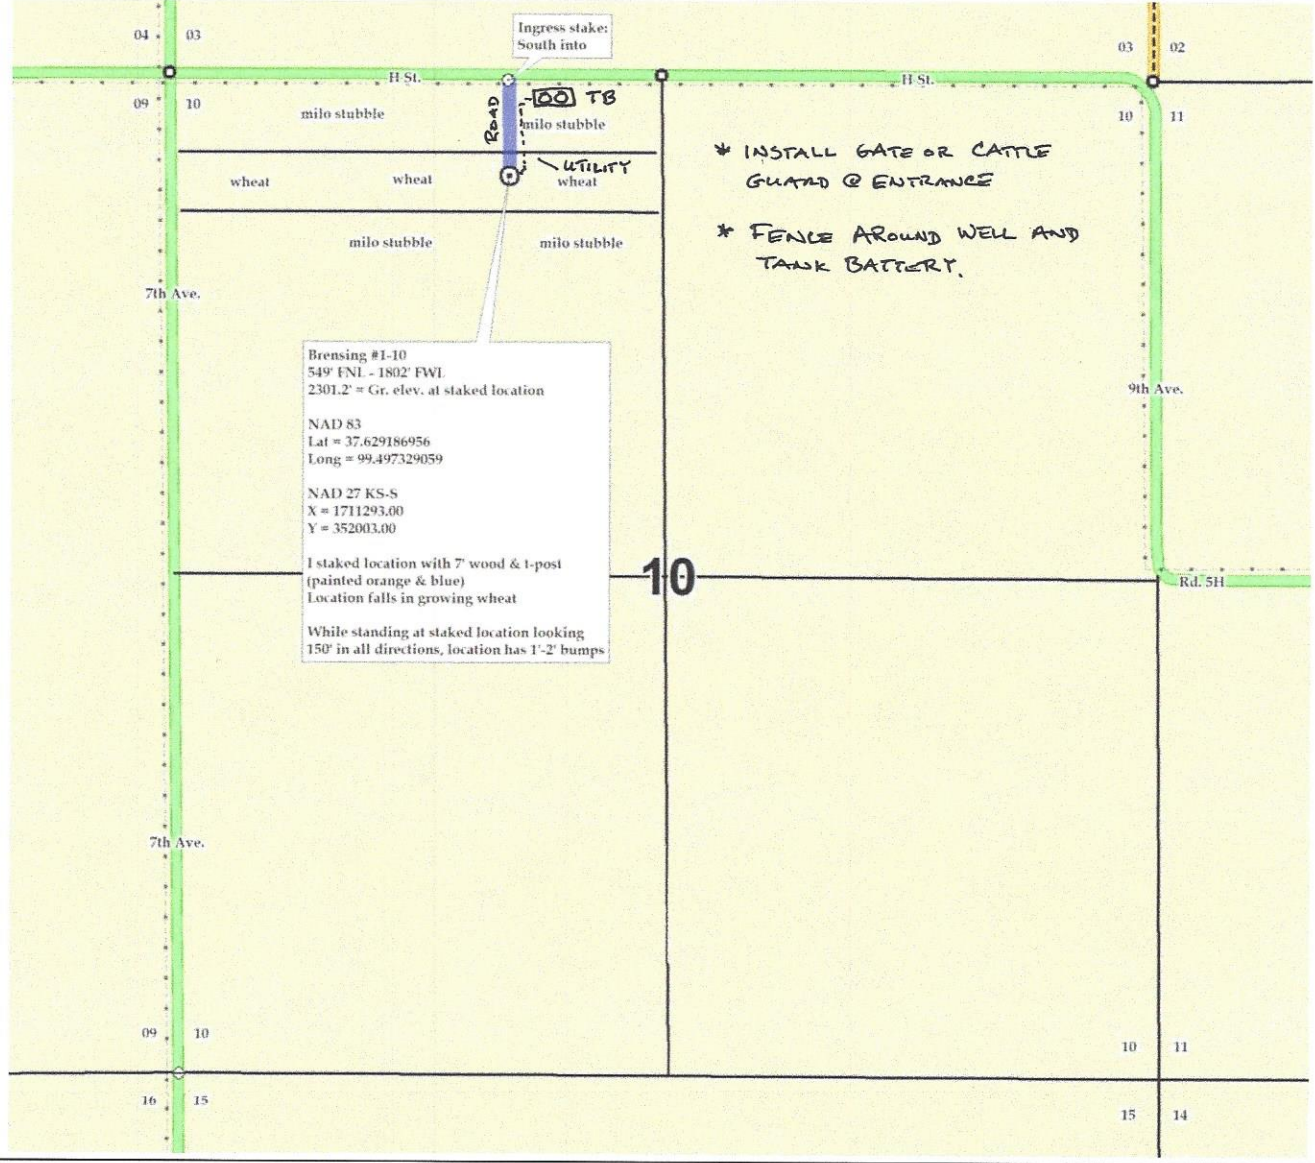 Ingress stake:
South into
04 03
03 02
H St.
H St.
09 10
10 11
TB
ROAD
milo stubble
milo stubble
UTILITY
wheat
wheat
wheat
milo stubble
milo stubble
* INSTALL GATE OR CATTLE
GUARD @ ENTRANCE
* FENCE AROUND WELL AND
TANK BATTERY.
7th Ave.
9th Ave.
Brensing #1-10
549' FNL - 1802' FWL
2301.2' = Gr. elev. at staked location
NAD 83
Lat = 37.629186956
Long = 99.497329059
NAD 27 KS-S
X = 1711293.00
Y = 352003.00
I staked location with 7' wood & t-post
(painted orange & blue)
Location falls in growing wheat
While standing at staked location looking
150' in all directions, location has 1'-2' bumps
10
Rd. 5H
7th Ave.
09 10
10 11
16 15
15 14